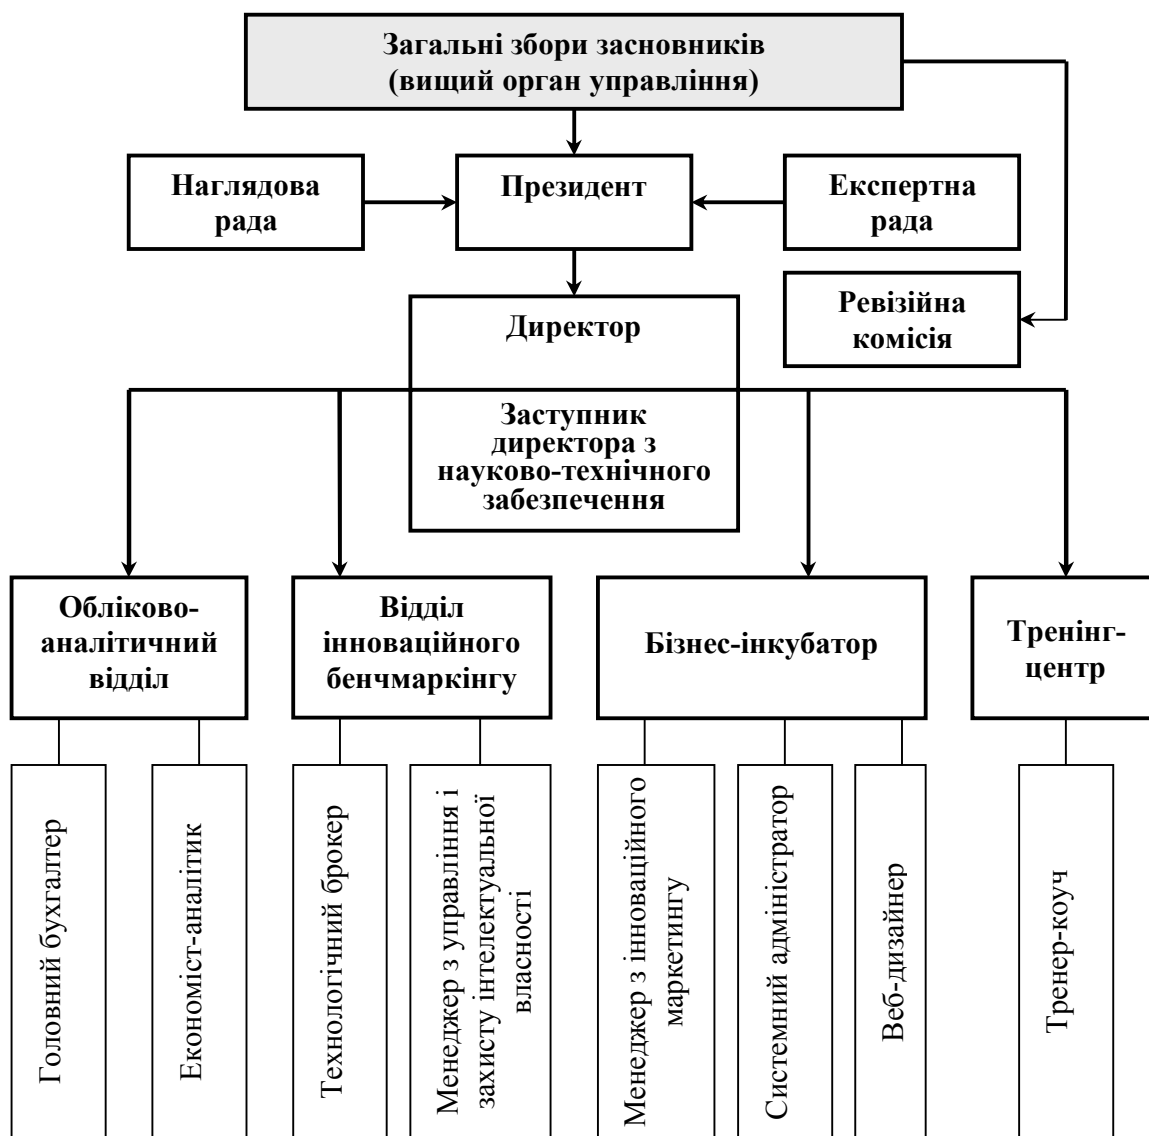 Загальні збори засновників
(вищий орган управління)
Наглядова
рада
Президент
Експертна
рада
Ревізійна
комісія
Директор
Заступник
директора з
науково-технічного
забезпечення
Обліково-
аналітичний
відділ
Відділ
інноваційного
бенчмаркінгу
Бізнес-інкубатор
Тренінг-
центр
Головний бухгалтер
Економіст-аналітик
Технологічний брокер
Менеджер з управління і
захисту інтелектуальної
власності
Менеджер з інноваційного
маркетингу
Системний адміністратор
Веб-дизайнер
Тренер-коуч